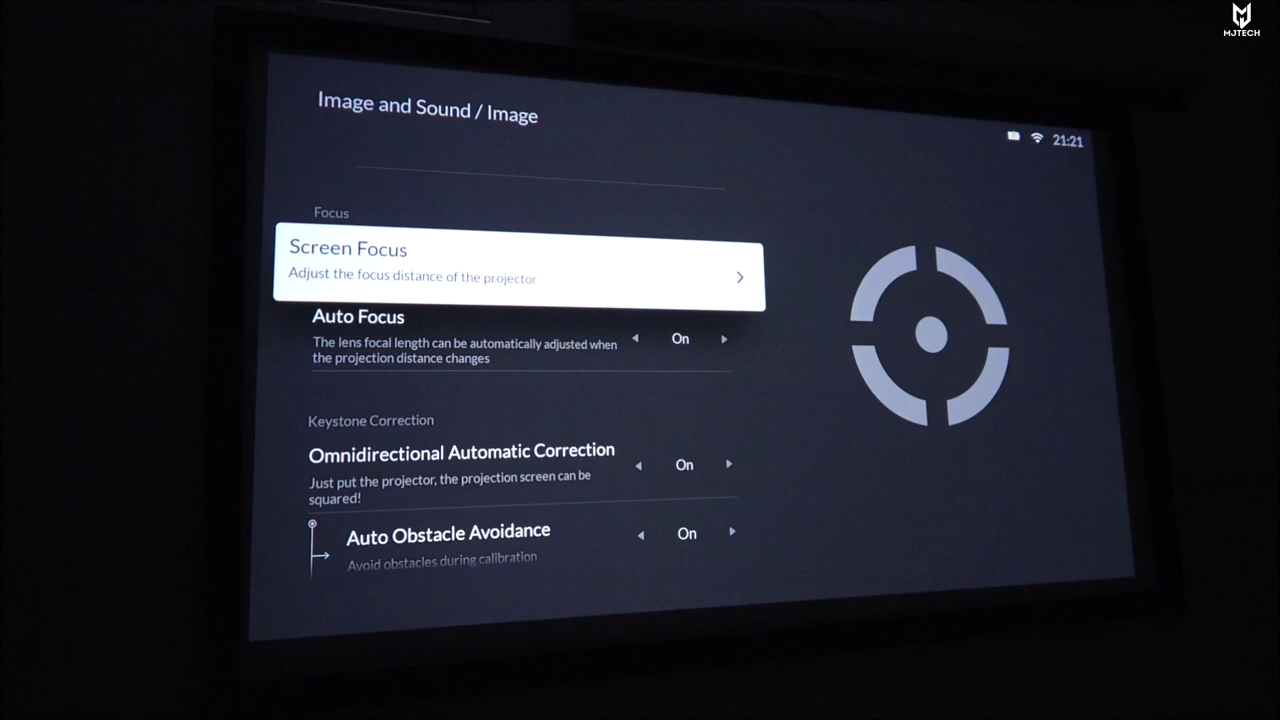 MJTECH
Image and Sound / Image
21:21
Focus
Screen Focus
Adjust the focus distance of the projector
Auto Focus
The lens focal length can be automatically adjusted when
the projection distance changes
On
Keystone Correction
Omnidirectional Automatic Correction
Just put the projector, the projection screen can be
squared!
On
Auto Obstacle Avoidance
Avoid obstacles during calibration
On